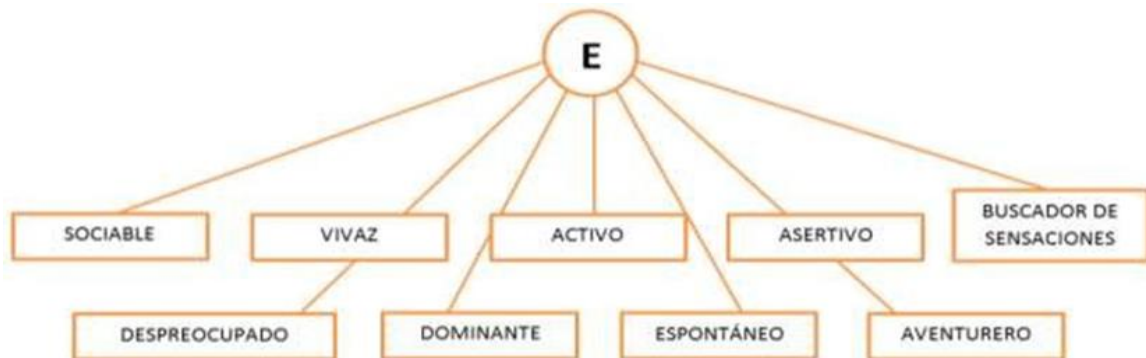 E
SOCIABLE
VIVAZ
ACTIVO
ASERTIVO
BUSCADOR DE
SENSACIONES
DESPREOCUPADO
DOMINANTE
ESPONTÁNEO
AVENTURERO